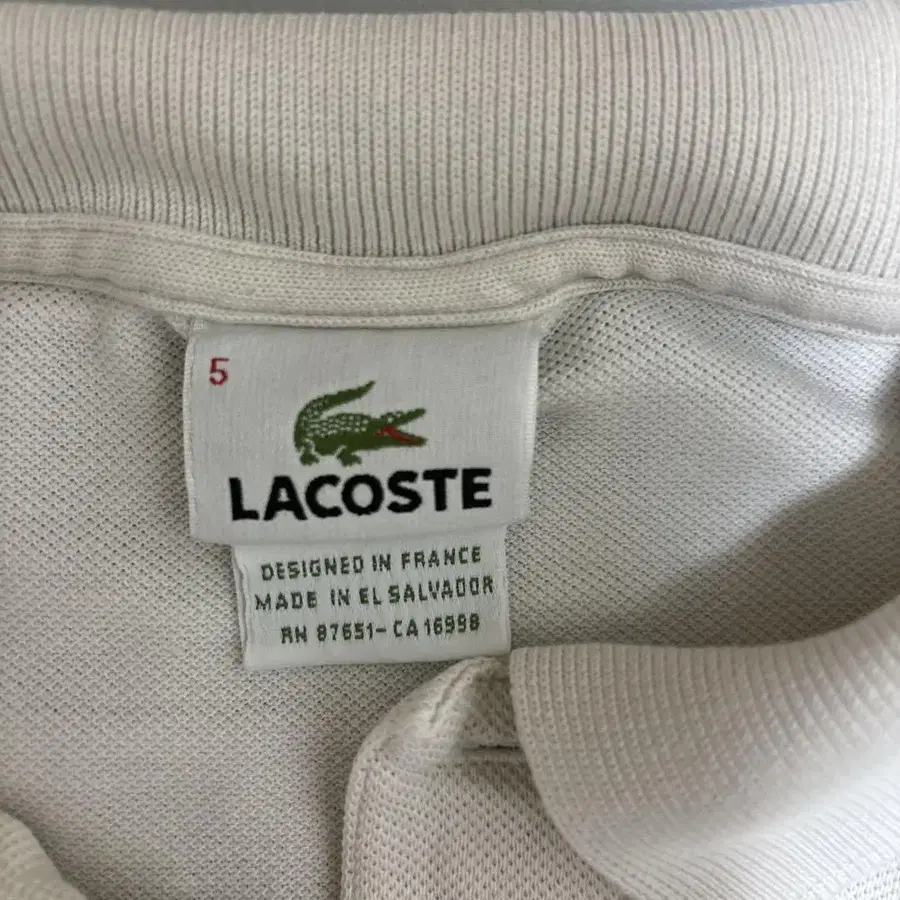 5
LACOSTE
DESIGNED IN FRANCE
MADE IN EL SALVADOR
RN 87651-CA 16998